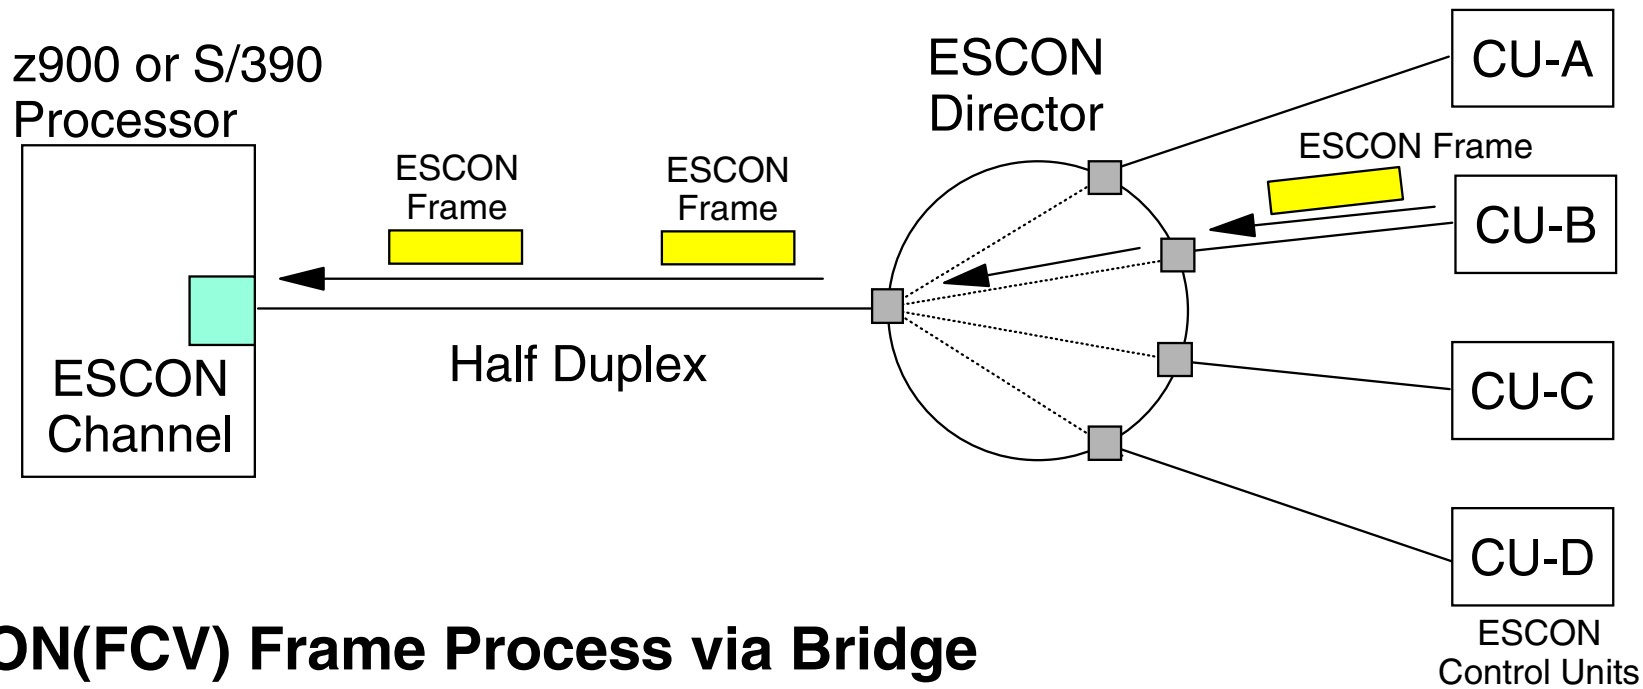 z900 or S/390
Processor
ESCON
Director
CU-A
ESCON
Frame
ESCON
Frame
ESCON Frame
CU-B
Half Duplex
ESCON
Channel
CU-C
CU-D
ESCON
Control Units
ON(FCV) Frame Process via Bridge